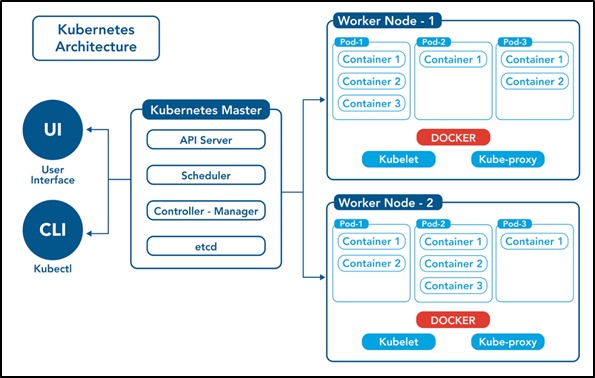 Kubernetes
Architecture
UI
User
Interface
CLI
Kubectl
Kubernetes Master
API Server
Scheduler
Controller - Manager
etcd
Worker Node - 1
Pod-1
Container 1
Container 2
Container 3
Pod-2
Container 1
Pod-3
Container 1
Container 2
DOCKER
Kubelet
Kube-proxy
Worker Node - 2
Pod-1
Container 1
Container 2
Pod-2
Container 1
Container 2
Container 3
Pod-3
Container 1
DOCKER
Kubelet
Kube-proxy